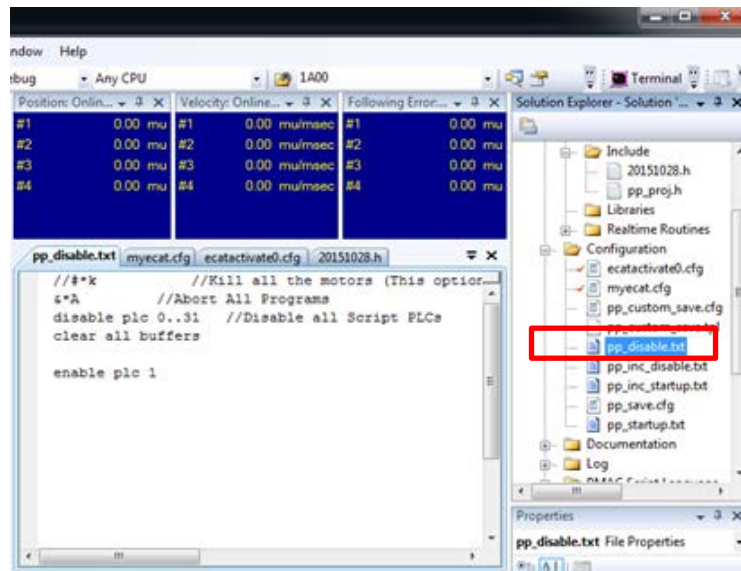 ndow Help
ebug Any CPU 1A00 Terminal
Position: Onlin... Velocity: Online... Following Error... Solution Explorer - Solution '...
#1 0.00 mu #1 0.00 mu/msec #1 0.00 mu
#2 0.00 mu #2 0.00 mu/msec #2 0.00 mu
#3 0.00 mu #3 0.00 mu/msec #3 0.00 mu
#4 0.00 mu #4 0.00 mu/msec #4 0.00 mu
pp_disable.txt myecat.cfg ecatactivate0.cfg 20151028.h
//#*k //Kill all the motors (This option
&*A //Abort All Programs
disable plc 0..31 //Disable all Script PLCs
clear all buffers
enable plc 1
Include
20151028.h
pp_proj.h
Libraries
Realtime Routines
Configuration
ecatactivate0.cfg
myecat.cfg
pp_custom_save.cfg
pp_disable.txt
pp_inc_disable.txt
pp_inc_startup.txt
pp_save.cfg
pp_startup.txt
Documentation
Log
Properties
pp_disable.txt File Properties